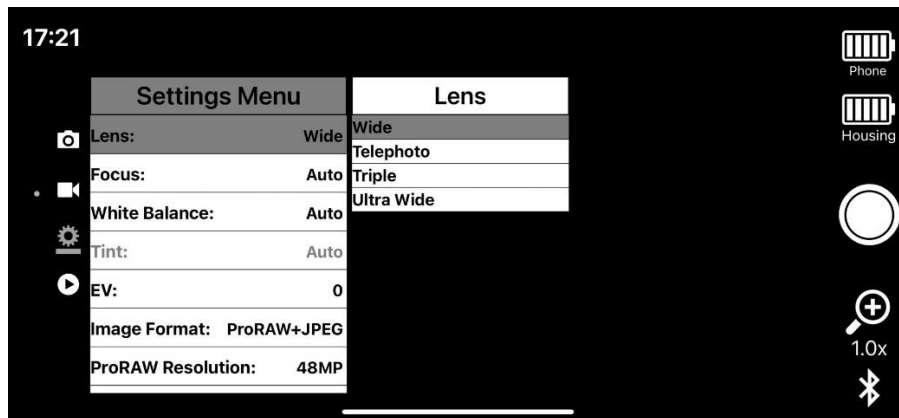 17:21
Phone
Housing
1.0x
Settings Menu
Lens: Wide
Focus: Auto
White Balance: Auto
Tint: Auto
EV: 0
Image Format: ProRAW+JPEG
ProRAW Resolution: 48MP
Lens
Wide
Telephoto
Triple
Ultra Wide